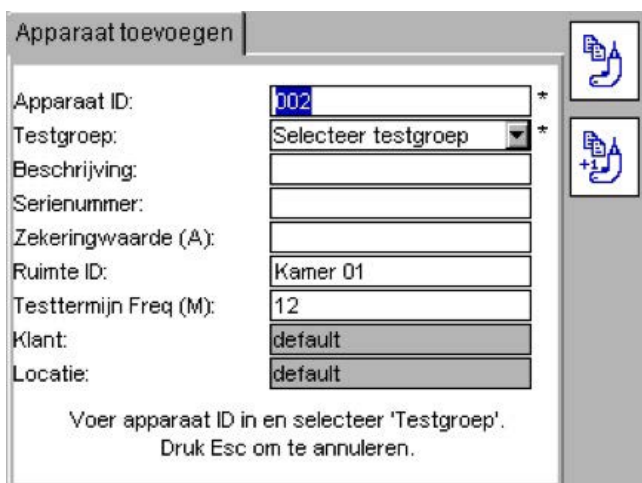 Apparaat toevoegen
Apparaat ID: 002 *
Testgroep: Selecteer testgroep *
Beschrijving:
Serienummer:
Zekeringwaarde (A):
Ruimte ID: Kamer 01
Testtermijn Freq (M): 12
Klant: default
Locatie: default
Voer apparaat ID in en selecteer 'Testgroep'.
Druk Esc om te annuleren.
+1